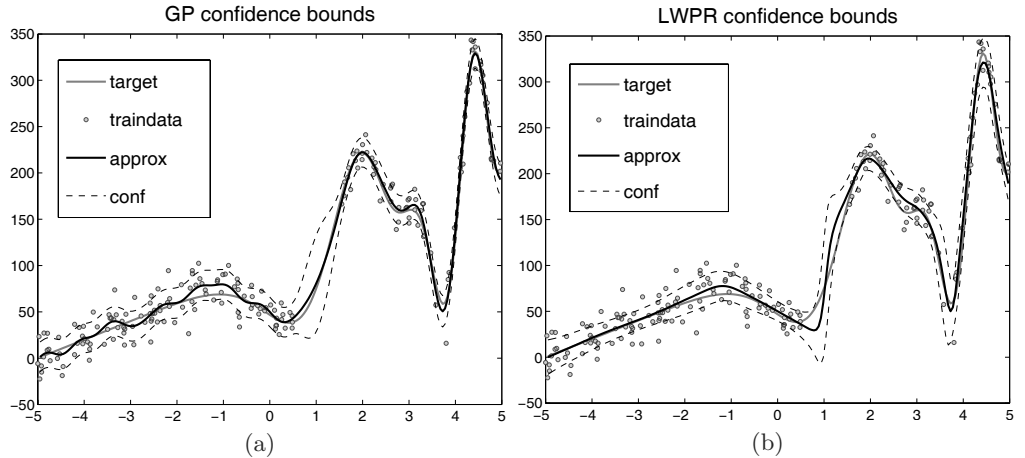 GP confidence bounds
350
300
250
200
150
100
50
0
−50
target
traindata
approx
conf
−5 −4 −3 −2 −1 0 1 2 3 4 5
(a)
LWPR confidence bounds
350
300
250
200
150
100
50
0
−50
target
traindata
approx
conf
−5 −4 −3 −2 −1 0 1 2 3 4 5
(b)